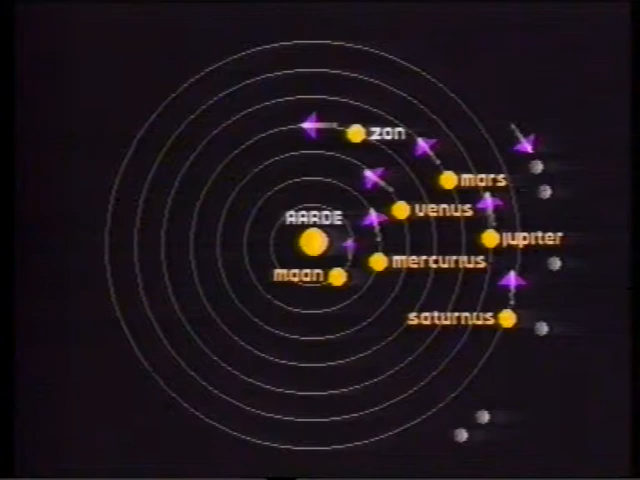 zon
mars
venus
AARDE
jupiter
mercurius
maan
saturnus